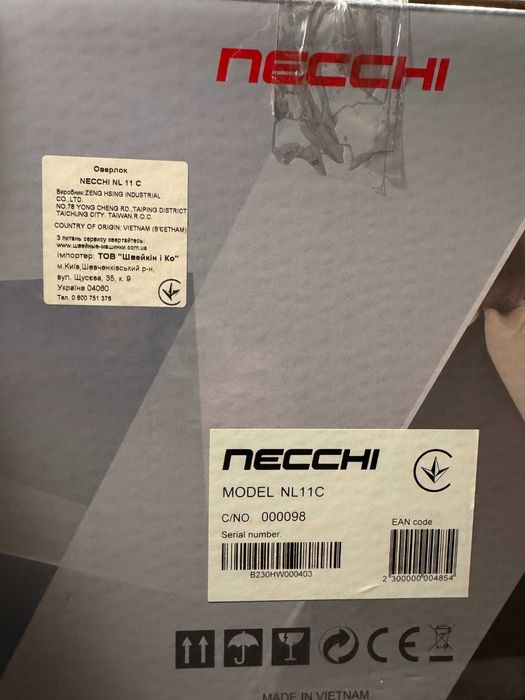 NECCHI
Оверлок
NECCHI NL 11 C
Виробник:ZENG HSING INDUSTRIAL
CO.,LTD.
NO.78 YONG CHENG RD.,TAIPING DISTRICT
TAICHUNG CITY. TAIWAN.R.O.C.
COUNTRY OF ORIGIN: VIETNAM (В'ЄТНАМ)
З питань сервісу звертайтесь:
www.швейные-машинки.com.ua
Імпортер: ТОВ "Швейкін і Ко"
м.Київ,Шевченківський р-н,
вул. Щусєва, 35, к. 9
Україна 04060
Тел. 0 800 751 376
NECCHI
MODEL NL11C
C/NO. 000098
Serial number.
B230HW000403
EAN code
2 300000 004854
CE
MADE IN VIETNAM